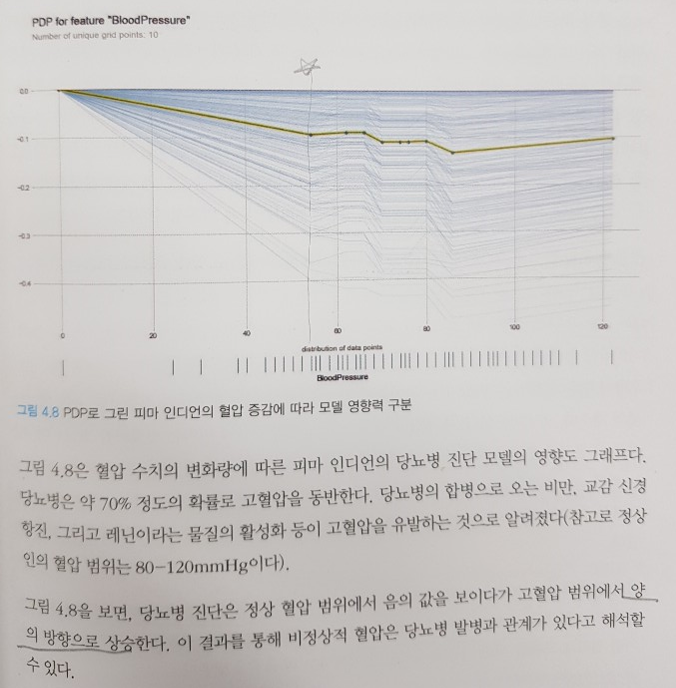 PDP for feature "BloodPressure"
Number of unique grid points: 10
0.0
-0.1
-0.2
-0.3
-0.4
0 20 40 60 80 100 120
distribution of data points
BloodPressure
그림 4.8 PDP로 그린 피마 인디언의 혈압 증감에 따라 모델 영향력 구분
그림 4.8은 혈압 수치의 변화량에 따른 피마 인디언의 당뇨병 진단 모델의 영향도 그래프다.
당뇨병은 약 70% 정도의 확률로 고혈압을 동반한다. 당뇨병의 합병으로 오는 비만, 교감 신경
항진, 그리고 레닌이라는 물질의 활성화 등이 고혈압을 유발하는 것으로 알려졌다(참고로 정상
인의 혈압 범위는 80-120mmHg이다).
그림 4.8을 보면, 당뇨병 진단은 정상 혈압 범위에서 음의 값을 보이다가 고혈압 범위에서 양
의 방향으로 상승한다. 이 결과를 통해 비정상적 혈압은 당뇨병 발병과 관계가 있다고 해석할
수 있다.